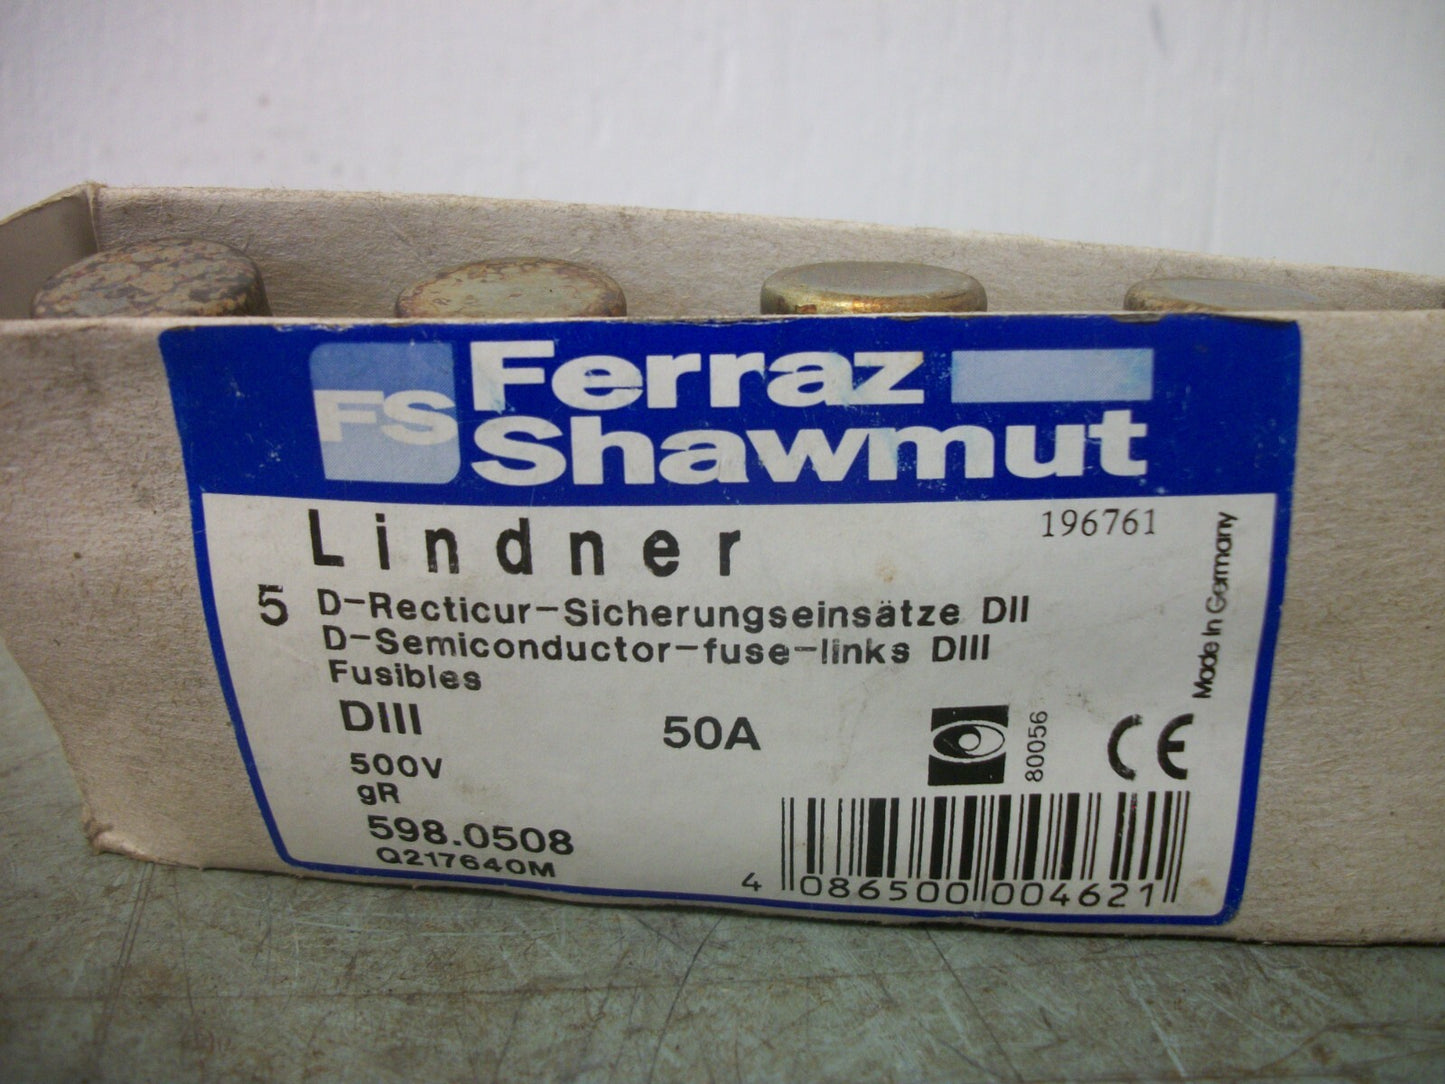 FS
Ferraz
Shawmut
Lindner
196761
Made in Germany
5 D-Recticur-Sicherungseinsätze DII
D-Semiconductor-fuse-links DIII
Fusibles
DIII 50A
500V
gR
598.0508
Q217640M
80056
CE
4 086500 004621